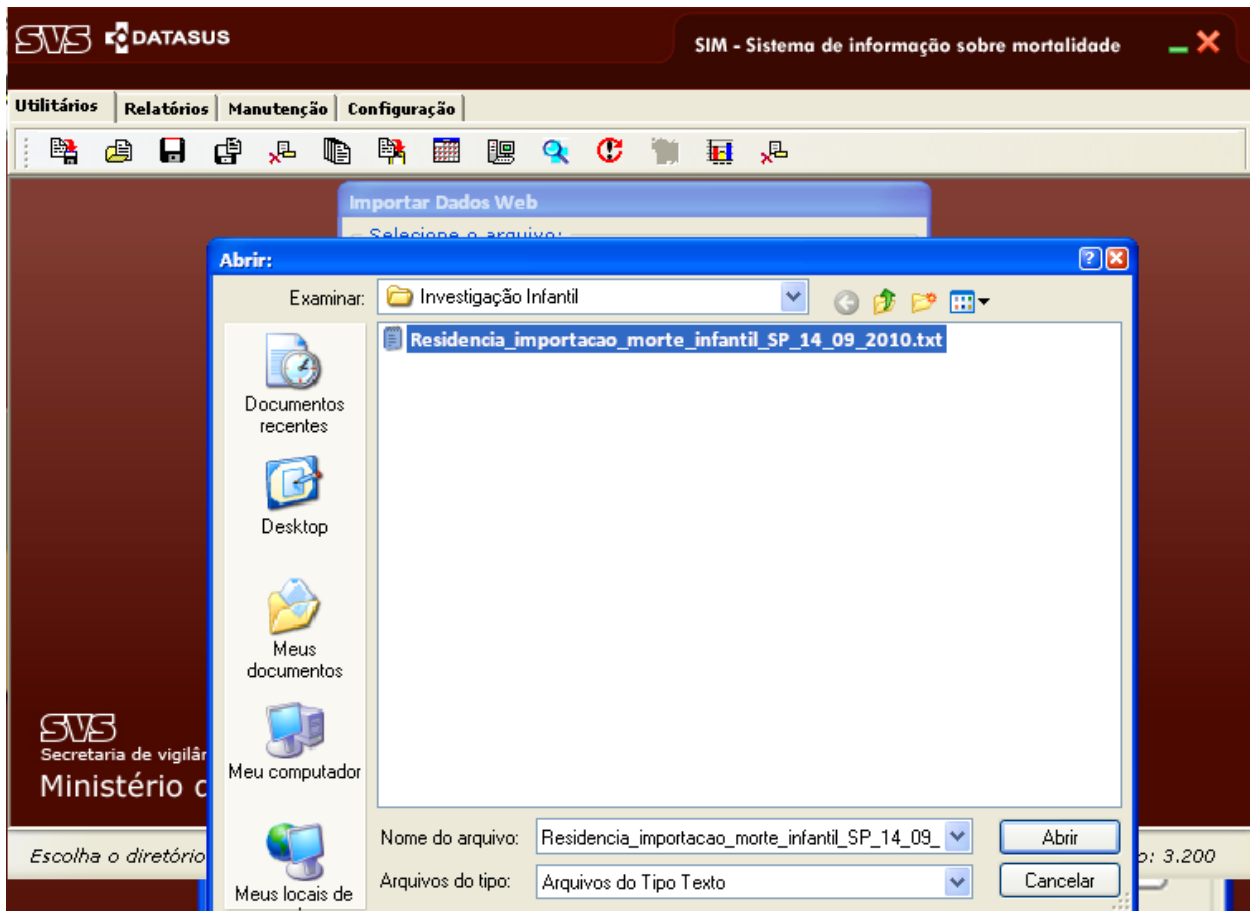 SVS DATASUS
SIM - Sistema de informação sobre mortalidade
Utilitários Relatórios Manutenção Configuração
Importar Dados Web
Selecione o arquivo:
Abrir:
Examinar: Investigação Infantil
Residencia_importacao_morte_infantil_SP_14_09_2010.txt
Documentos
recentes
Desktop
Meus
documentos
Meu computador
Meus locais de
SVS
Secretaria de vigilân
Ministério d
Nome do arquivo: Residencia_importacao_morte_infantil_SP_14_09_ Abrir
Arquivos do tipo: Arquivos do Tipo Texto Cancelar
Escolha o diretório
o: 3.200